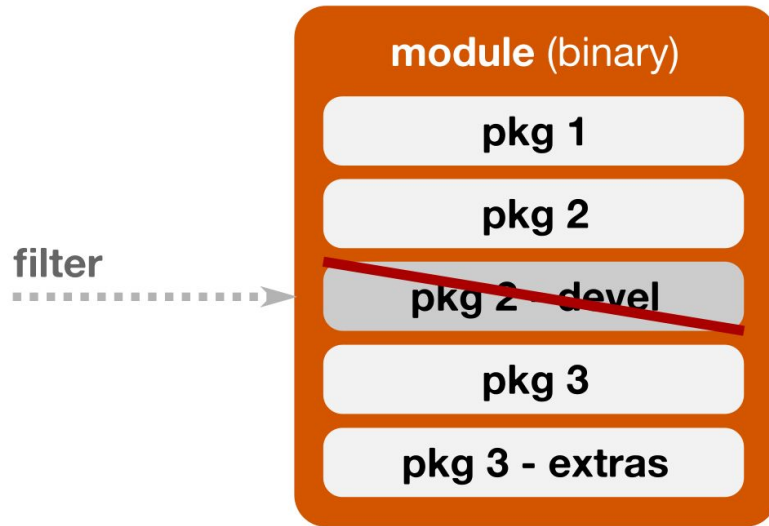 module (binary)
pkg 1
pkg 2
filter
pkg 2 - devel
pkg 3
pkg 3 - extras